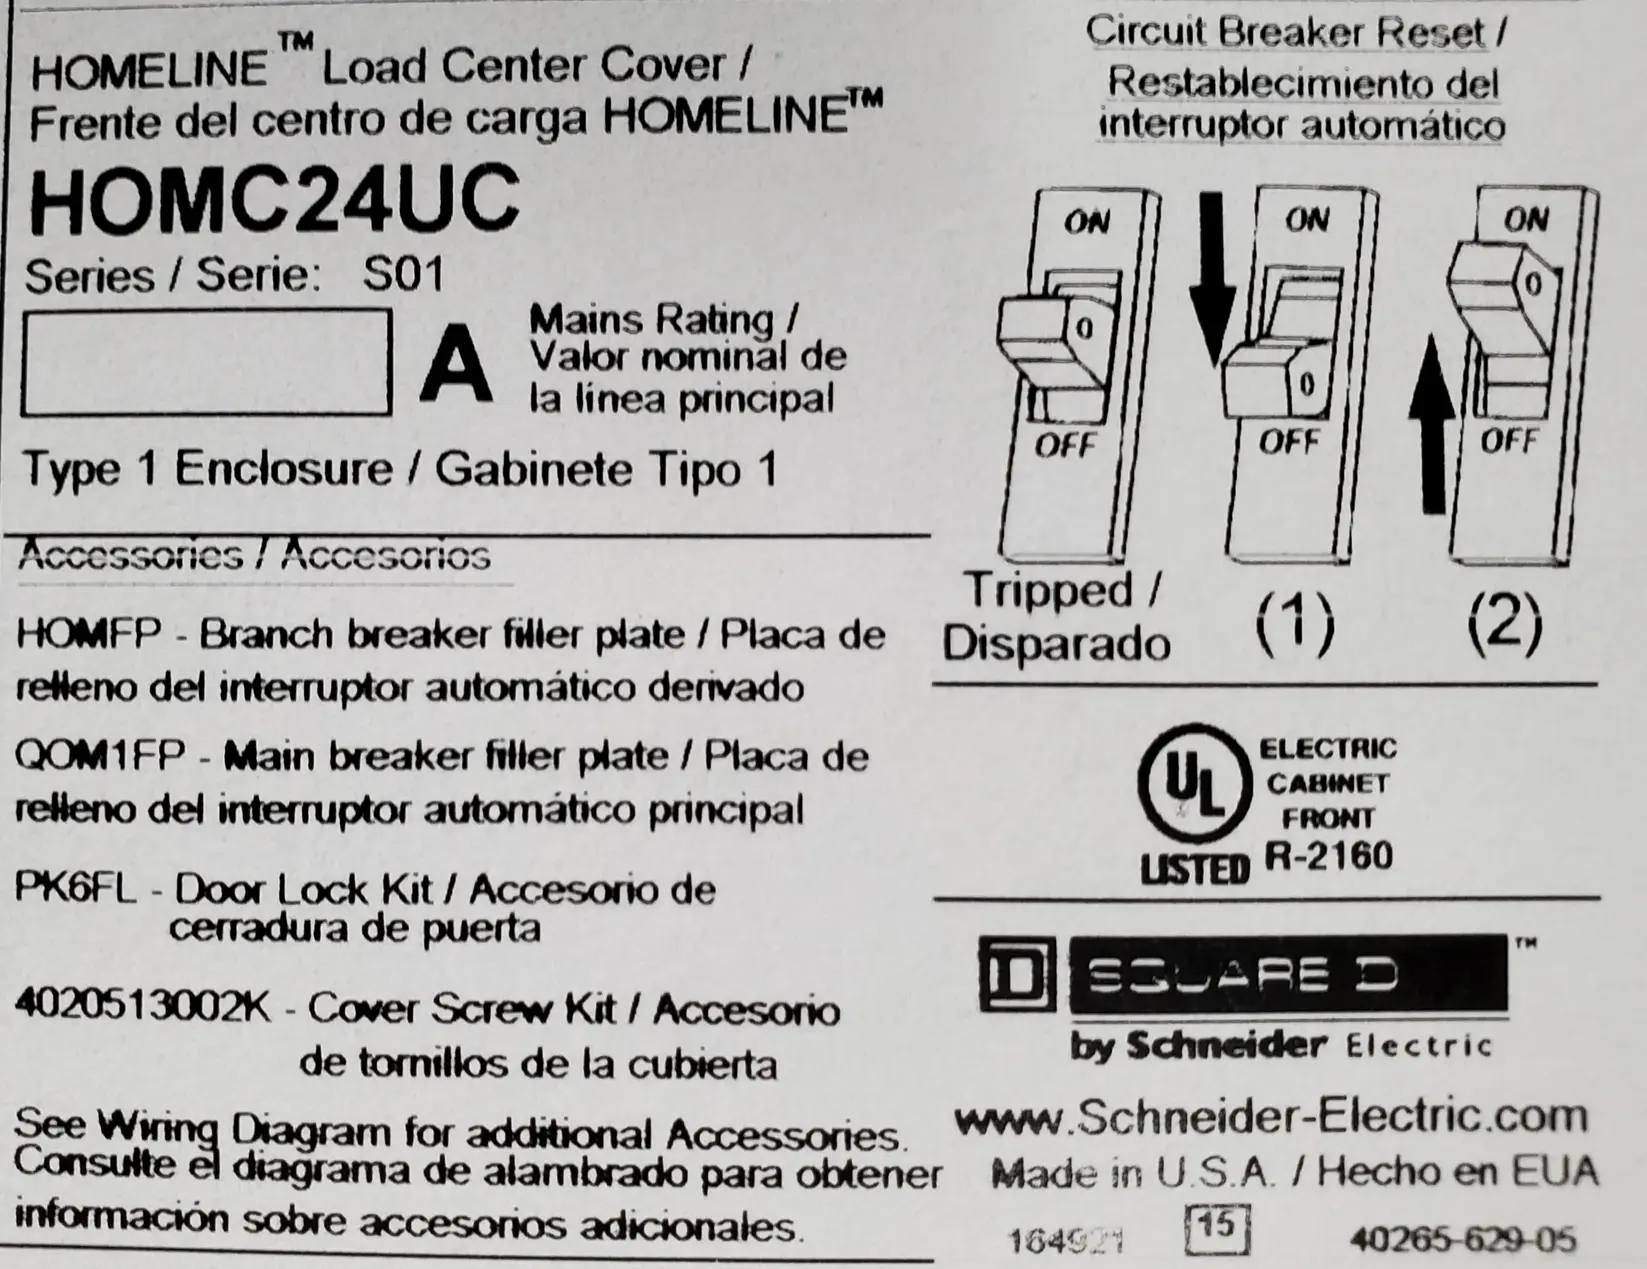 HOMELINE™ Load Center Cover /
Frente del centro de carga HOMELINE™
HOMC24UC
Series / Serie: S01
A
Mains Rating /
Valor nominal de
la línea principal
Type 1 Enclosure / Gabinete Tipo 1
Accessories / Accesorios
HOMFP - Branch breaker filler plate / Placa de
relleno del interruptor automático derivado
QOM1FP - Main breaker filler plate / Placa de
relleno del interruptor automático principal
PK6FL - Door Lock Kit / Accesorio de
cerradura de puerta
4020513002K - Cover Screw Kit / Accesorio
de tornillos de la cubierta
See Wiring Diagram for additional Accessories.
Consulte el diagrama de alambrado para obtener
información sobre accesorios adicionales.
Circuit Breaker Reset /
Restablecimiento del
interruptor automático
ON ON ON
0 0 0
OFF OFF OFF
Tripped /
Disparado
(1) (2)
UL
LISTED
ELECTRIC
CABINET
FRONT
R-2160
D SQUARE D™
by Schneider Electric
www.Schneider-Electric.com
Made in U.S.A. / Hecho en EUA
15 40265-629-05